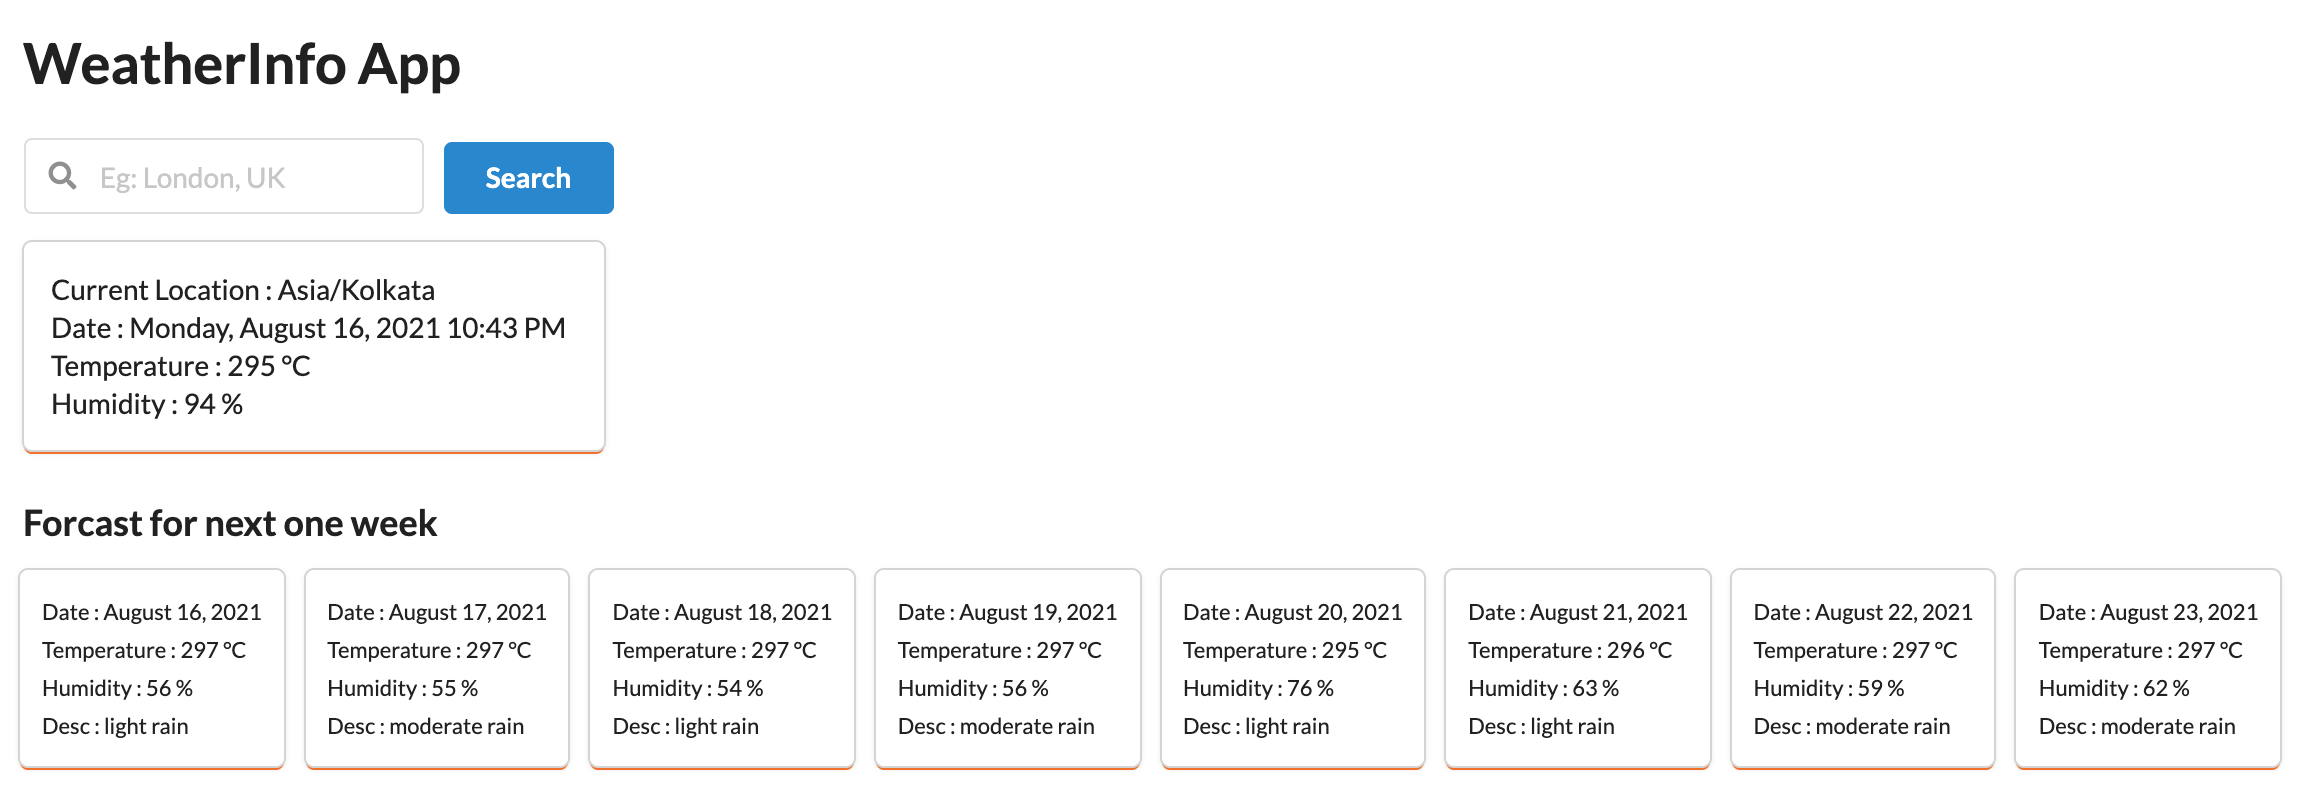 WeatherInfo App
Eg: London, UK
Search
Current Location : Asia/Kolkata
Date : Monday, August 16, 2021 10:43 PM
Temperature : 295 °C
Humidity : 94 %
Forcast for next one week
Date : August 16, 2021
Temperature : 297 °C
Humidity : 56 %
Desc : light rain
Date : August 17, 2021
Temperature : 297 °C
Humidity : 55 %
Desc : moderate rain
Date : August 18, 2021
Temperature : 297 °C
Humidity : 54 %
Desc : light rain
Date : August 19, 2021
Temperature : 297 °C
Humidity : 56 %
Desc : moderate rain
Date : August 20, 2021
Temperature : 295 °C
Humidity : 76 %
Desc : light rain
Date : August 21, 2021
Temperature : 296 °C
Humidity : 63 %
Desc : light rain
Date : August 22, 2021
Temperature : 297 °C
Humidity : 59 %
Desc : moderate rain
Date : August 23, 2021
Temperature : 297 °C
Humidity : 62 %
Desc : moderate rain